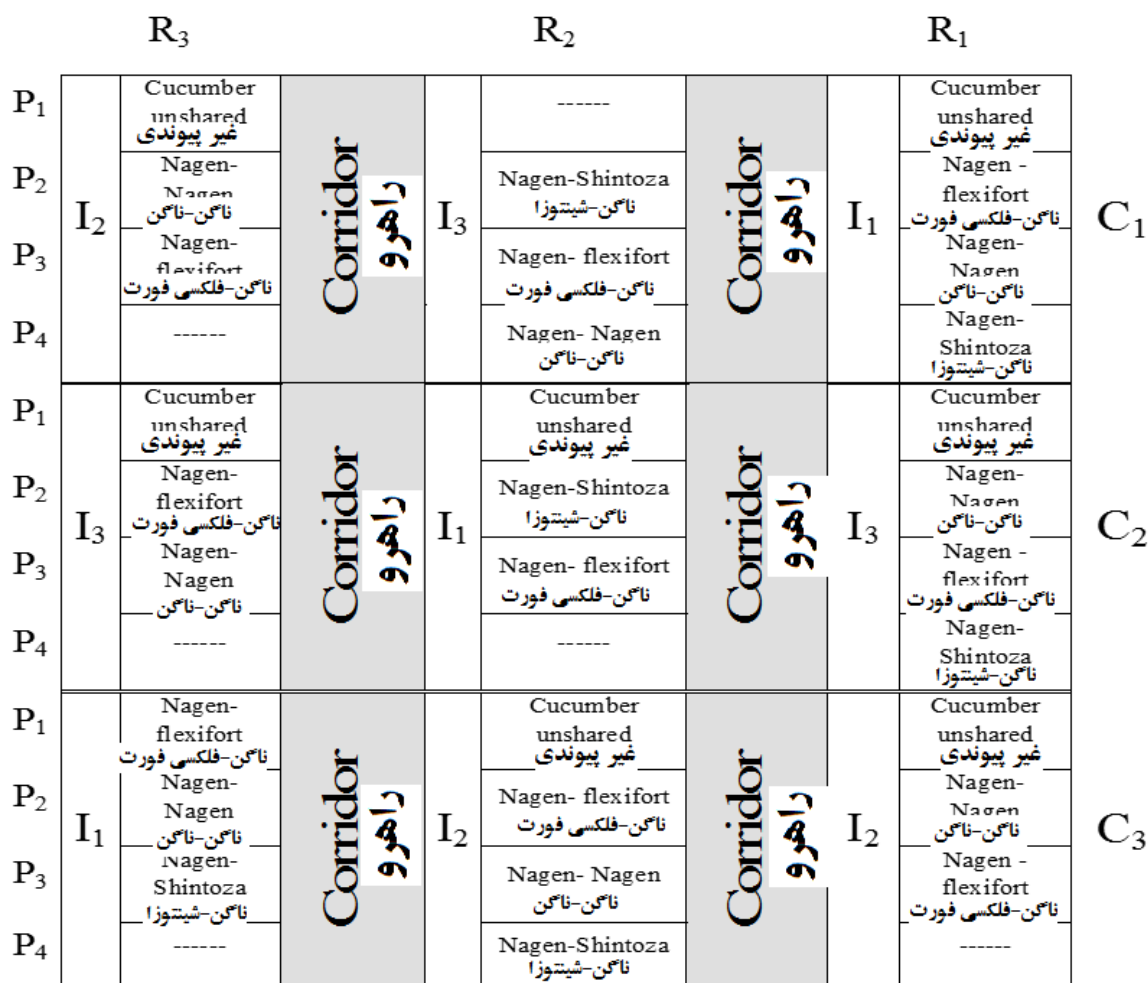 R3 R2 R1
P1
Cucumber
unshared
غیر پیوندی
------
Cucumber
unshared
غیر پیوندی
P2
Nagen-
Nagen
ناگن-ناگن
Nagen-Shintoza
ناگن-شینتوزا
Nagen -
flexifort
ناگن-فلکسی فورت
I2
Corridor
راهرو
I3
Corridor
راهرو
I1
C1
P3
Nagen-
flexifort
ناگن-فلکسی فورت
Nagen- flexifort
ناگن-فلکسی فورت
Nagen-
Nagen
ناگن-ناگن
P4
------
Nagen- Nagen
ناگن-ناگن
Nagen-
Shintoza
ناگن-شینتوزا
P1
Cucumber
unshared
غیر پیوندی
Cucumber
unshared
غیر پیوندی
Cucumber
unshared
غیر پیوندی
P2
Nagen-
flexifort
ناگن-فلکسی فورت
Nagen-Shintoza
ناگن-شینتوزا
Nagen-
Nagen
ناگن-ناگن
I3
Corridor
راهرو
I1
Corridor
راهرو
I3
C2
P3
Nagen-
Nagen
ناگن-ناگن
Nagen- flexifort
ناگن-فلکسی فورت
Nagen -
flexifort
ناگن-فلکسی فورت
P4
------
------
Nagen-
Shintoza
ناگن-شینتوزا
P1
Nagen-
flexifort
ناگن-فلکسی فورت
Cucumber
unshared
غیر پیوندی
Cucumber
unshared
غیر پیوندی
P2
Nagen-
Nagen
ناگن-ناگن
Nagen- flexifort
ناگن-فلکسی فورت
Nagen-
Nagen
ناگن-ناگن
I1
Corridor
راهرو
I2
Corridor
راهرو
I2
C3
P3
Nagen-
Shintoza
ناگن-شینتوزا
Nagen- Nagen
ناگن-ناگن
Nagen -
flexifort
ناگن-فلکسی فورت
P4
------
Nagen-Shintoza
ناگن-شینتوزا
------